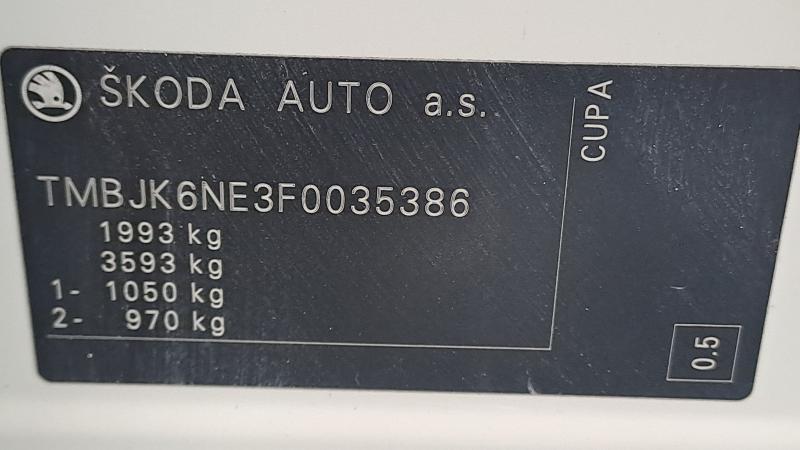 ŠKODA AUTO a.s.
TMBJK6NE3F0035386
1993 kg
3593 kg
1- 1050 kg
2- 970 kg
CUPA
0.5